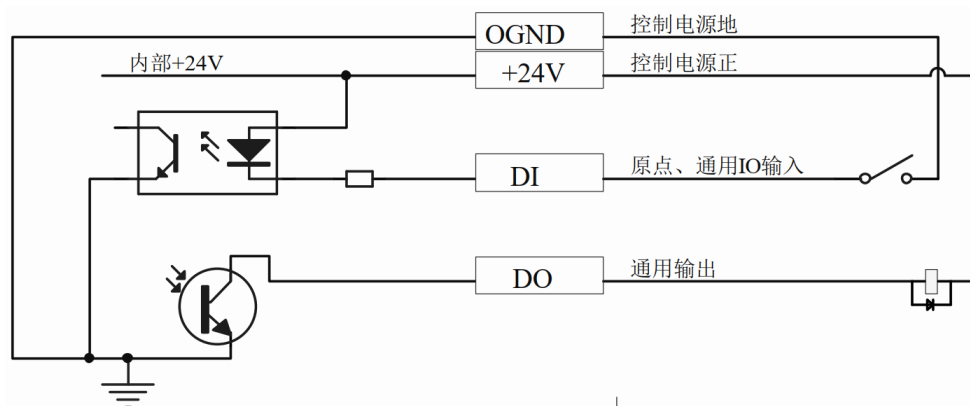 OGND 控制电源地
内部+24V +24V 控制电源正
DI 原点、通用IO输入
DO 通用输出